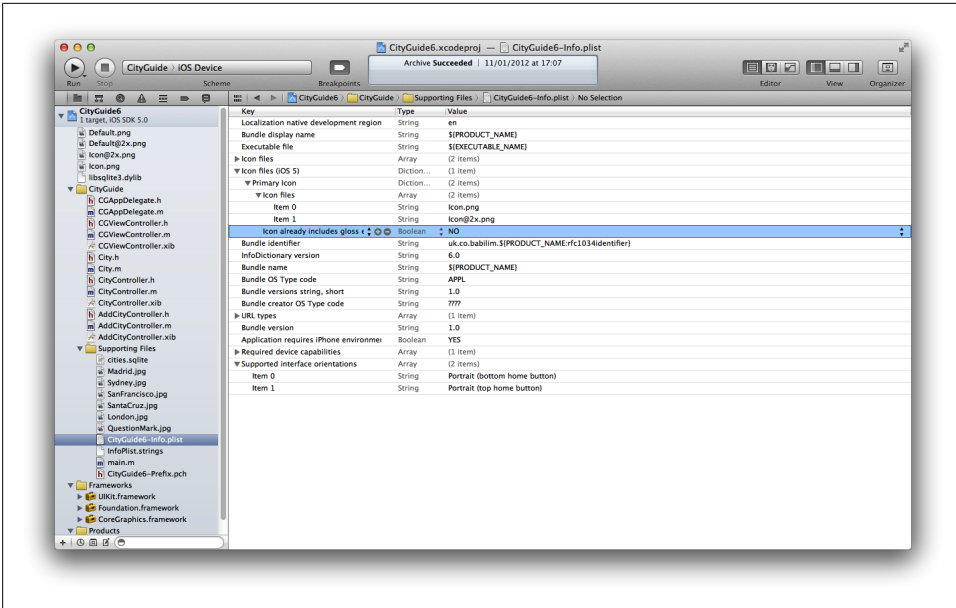 CityGuide6.xcodeproj — CityGuide6-Info.plist
CityGuide iOS Device
Archive Succeeded | 11/01/2012 at 17:07
Run Stop Scheme Breakpoints Editor View Organizer
CityGuide6 CityGuide Supporting Files CityGuide6-Info.plist No Selection
CityGuide6
1 target, iOS SDK 5.0
Default.png
Default@2x.png
Icon@2x.png
Icon.png
libsqlite3.dylib
CityGuide
CGAppDelegate.h
CGAppDelegate.m
CGViewController.h
CGViewController.m
CGViewController.xib
City.h
City.m
CityController.h
CityController.m
CityController.xib
AddCityController.h
AddCityController.m
AddCityController.xib
Supporting Files
cities.sqlite
Madrid.jpg
Sydney.jpg
SanFrancisco.jpg
SantaCruz.jpg
London.jpg
QuestionMark.jpg
CityGuide6-Info.plist
InfoPlist.strings
main.m
CityGuide6-Prefix.pch
Frameworks
UIKit.framework
Foundation.framework
CoreGraphics.framework
Products
Key Type Value
Localization native development region String en
Bundle display name String ${PRODUCT_NAME}
Executable file String ${EXECUTABLE_NAME}
Icon files Array (2 items)
Icon files (iOS 5) Diction... (1 item)
Primary Icon Diction... (2 items)
Icon files Array (2 items)
Item 0 String Icon.png
Item 1 String Icon@2x.png
Icon already includes gloss e Boolean NO
Bundle identifier String uk.co.babilim.${PRODUCT_NAME:rfc1034identifier}
InfoDictionary version String 6.0
Bundle name String ${PRODUCT_NAME}
Bundle OS Type code String APPL
Bundle versions string, short String 1.0
Bundle creator OS Type code String ????
URL types Array (1 item)
Bundle version String 1.0
Application requires iPhone environmer Boolean YES
Required device capabilities Array (1 item)
Supported interface orientations Array (2 items)
Item 0 String Portrait (bottom home button)
Item 1 String Portrait (top home button)